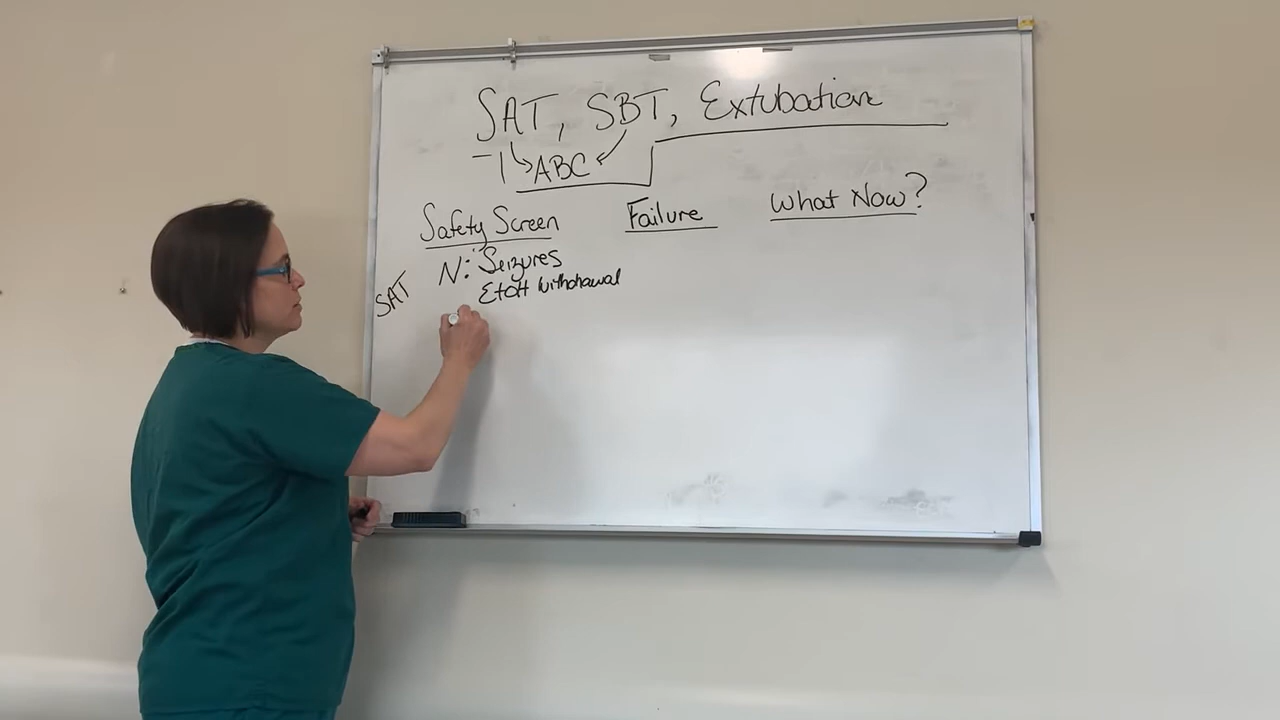 SAT, SBT, Extubation
ABC
Safety Screen
Failure
What Now?
SAT
N: Seizures
EtOH withdrawal